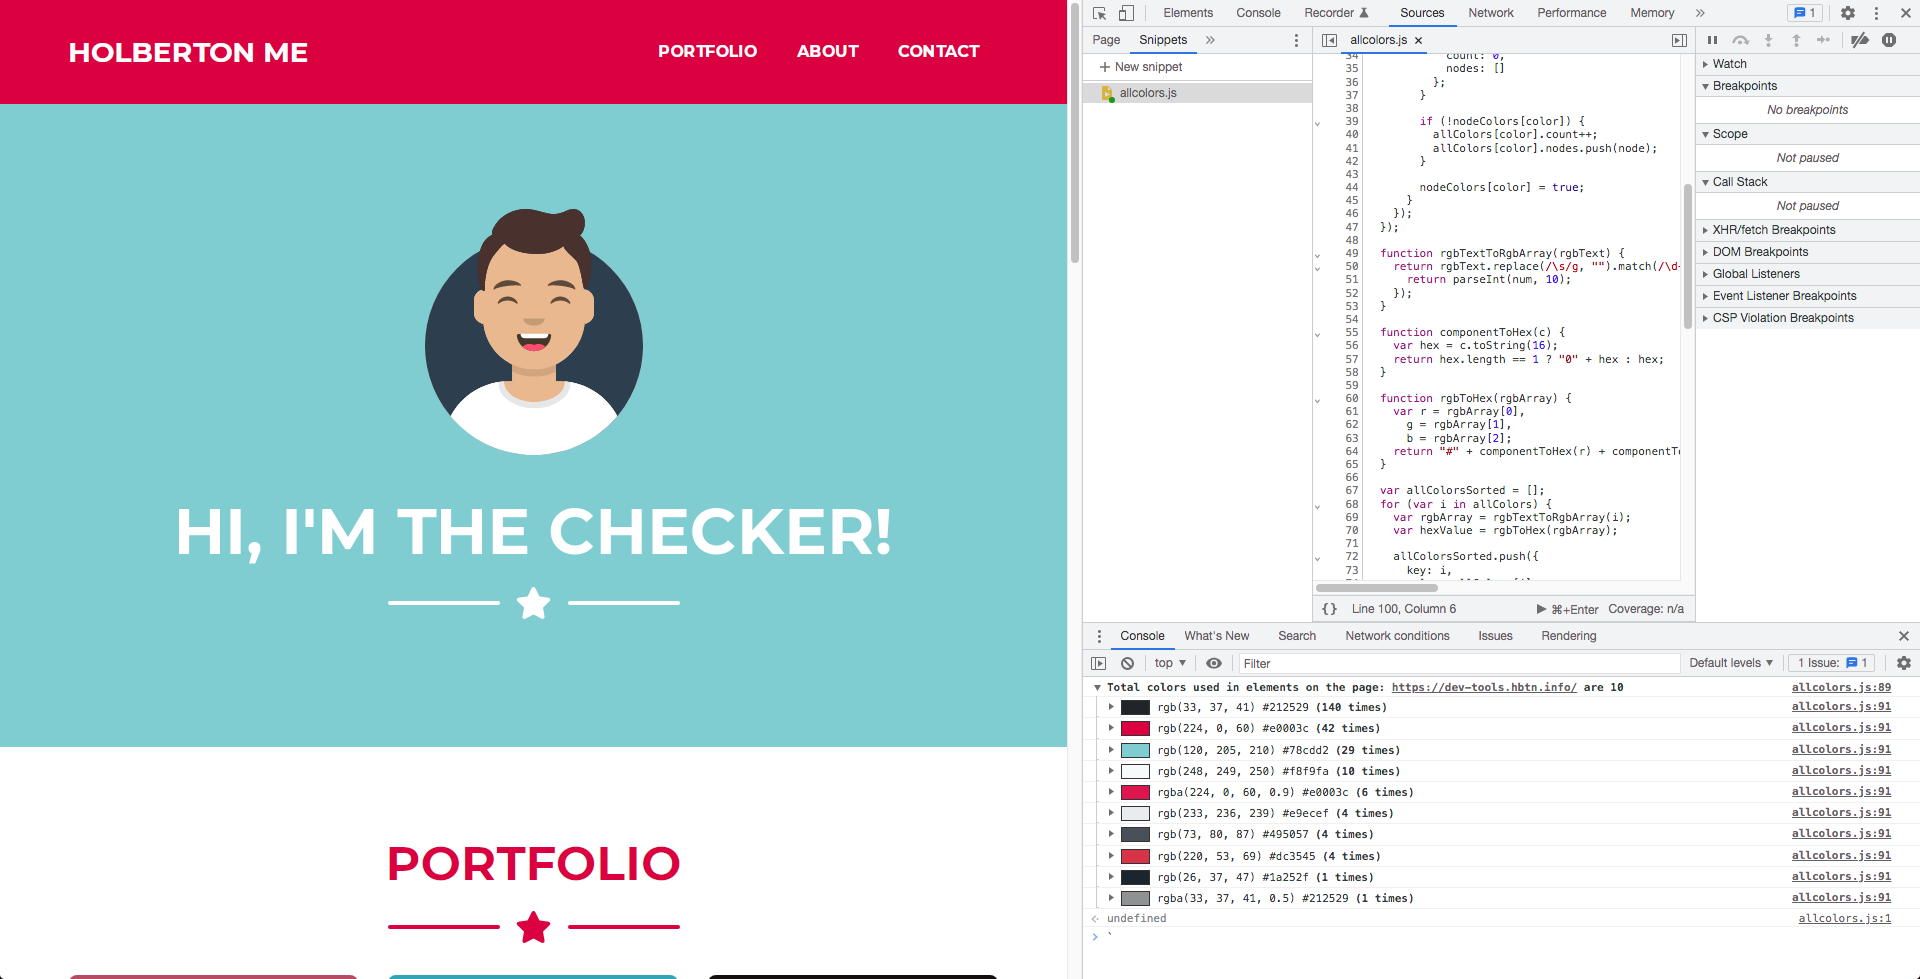 HOLBERTON ME
PORTFOLIO ABOUT CONTACT
HI, I'M THE CHECKER!
PORTFOLIO
Elements Console Recorder Sources Network Performance Memory » 1
Page Snippets »
+ New snippet
allcolors.js
allcolors.js ×
34 count: 0,
35 nodes: []
36 };
37 }
38
39 if (!nodeColors[color]) {
40 allColors[color].count++;
41 allColors[color].nodes.push(node);
42 }
43
44 nodeColors[color] = true;
45 }
46 });
47 });
48
49 function rgbTextToRgbArray(rgbText) {
50 return rgbText.replace(/\s/g, "").match(/\d
51 return parseInt(num, 10);
52 });
53 }
54
55 function componentToHex(c) {
56 var hex = c.toString(16);
57 return hex.length == 1 ? "0" + hex : hex;
58 }
59
60 function rgbToHex(rgbArray) {
61 var r = rgbArray[0],
62 g = rgbArray[1],
63 b = rgbArray[2];
64 return "#" + componentToHex(r) + componentTo
65 }
66
67 var allColorsSorted = [];
68 for (var i in allColors) {
69 var rgbArray = rgbTextToRgbArray(i);
70 var hexValue = rgbToHex(rgbArray);
71
72 allColorsSorted.push({
73 key: i,
{} Line 100, Column 6 ⌘+Enter Coverage: n/a
Watch
Breakpoints
No breakpoints
Scope
Not paused
Call Stack
Not paused
XHR/fetch Breakpoints
DOM Breakpoints
Global Listeners
Event Listener Breakpoints
CSP Violation Breakpoints
Console What's New Search Network conditions Issues Rendering
top Filter Default levels 1 Issue: 1
Total colors used in elements on the page: https://dev-tools.hbtn.info/ are 10 allcolors.js:89
rgb(33, 37, 41) #212529 (140 times) allcolors.js:91
rgb(224, 0, 60) #e0003c (42 times) allcolors.js:91
rgb(120, 205, 210) #78cdd2 (29 times) allcolors.js:91
rgb(248, 249, 250) #f8f9fa (10 times) allcolors.js:91
rgba(224, 0, 60, 0.9) #e0003c (6 times) allcolors.js:91
rgb(233, 236, 239) #e9ecef (4 times) allcolors.js:91
rgb(73, 80, 87) #495057 (4 times) allcolors.js:91
rgb(220, 53, 69) #dc3545 (4 times) allcolors.js:91
rgb(26, 37, 47) #1a252f (1 times) allcolors.js:91
rgba(33, 37, 41, 0.5) #212529 (1 times) allcolors.js:91
undefined allcolors.js:1
> `